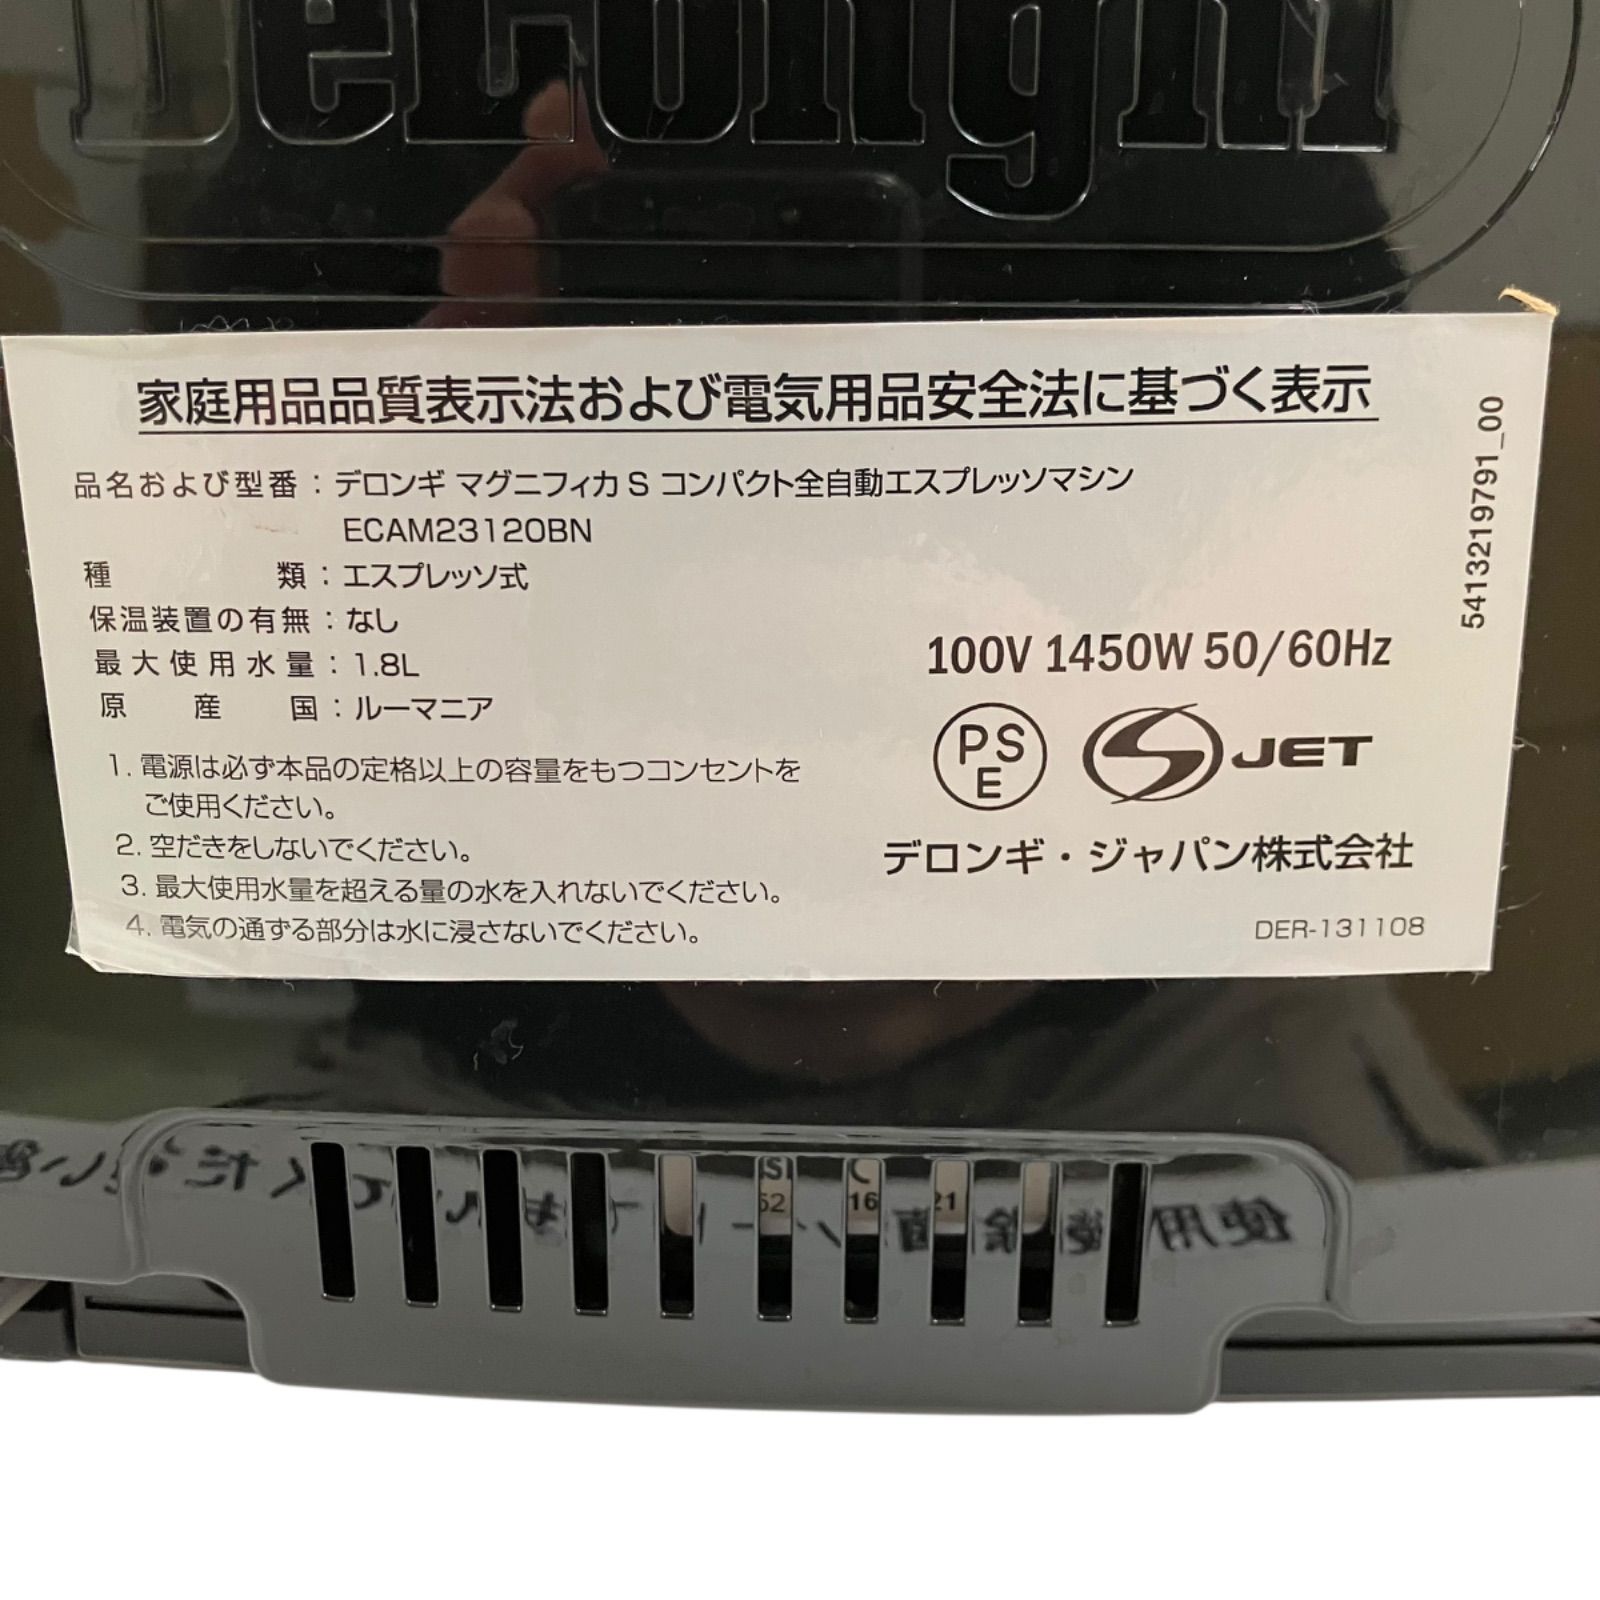 DeLonghi
家庭用品品質表示法および電気用品安全法に基づく表示
品名および型番：デロンギ マグニフィカ S コンパクト全自動エスプレッソマシン
ECAM23120BN
種類：エスプレッソ式
保温装置の有無：なし
最大使用水量：1.8L
原産国：ルーマニア
1. 電源は必ず本品の定格以上の容量をもつコンセントを
ご使用ください。
2. 空だきをしないでください。
3. 最大使用水量を超える量の水を入れないでください。
4. 電気の通ずる部分は水に浸さないでください。
100V 1450W 50/60Hz
PS
E
S JET
デロンギ・ジャパン株式会社
DER-131108
5413219791_00
16
21